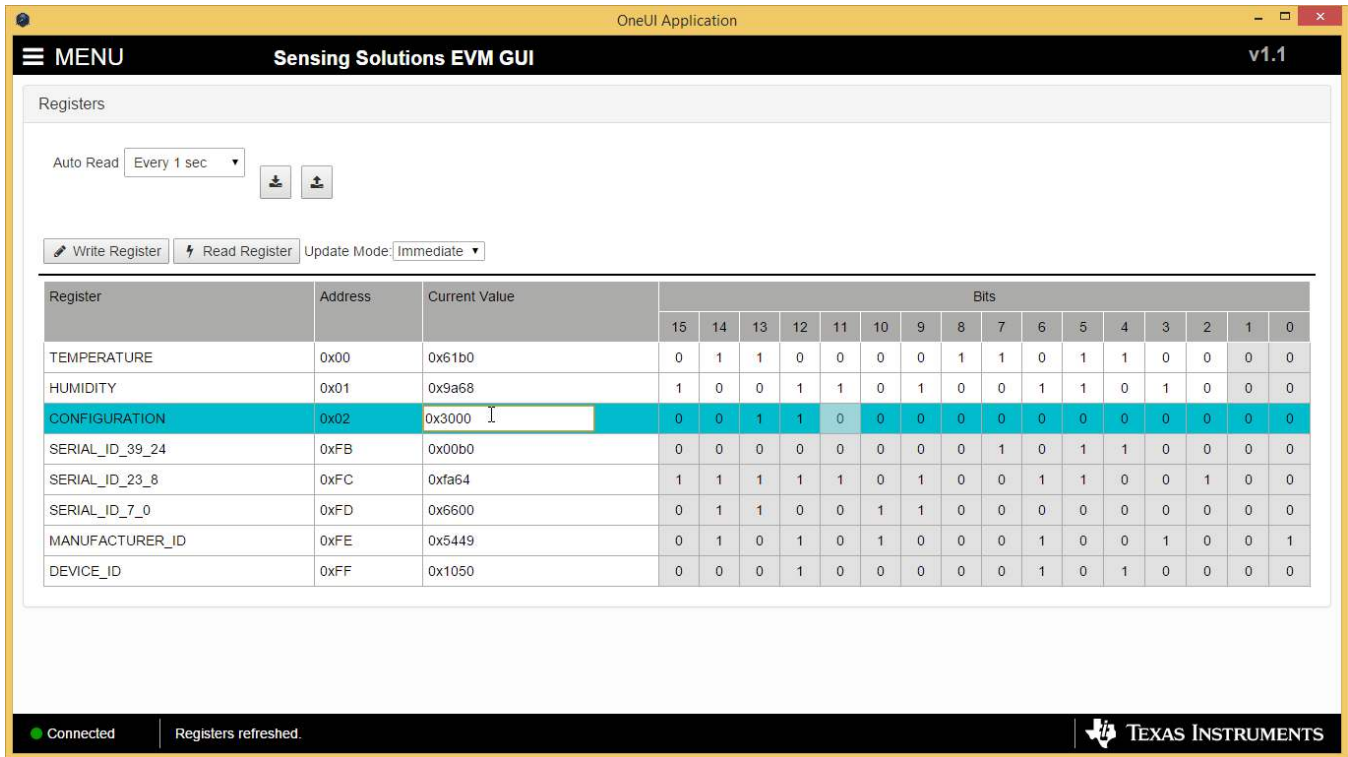 OneUI Application
MENU Sensing Solutions EVM GUI v1.1
Registers
Auto Read Every 1 sec
Write Register Read Register Update Mode: Immediate
Register Address Current Value Bits
15 14 13 12 11 10 9 8 7 6 5 4 3 2 1 0
TEMPERATURE 0x00 0x61b0 0 1 1 0 0 0 0 1 1 0 1 1 0 0 0 0
HUMIDITY 0x01 0x9a68 1 0 0 1 1 0 1 0 0 1 1 0 1 0 0 0
CONFIGURATION 0x02 0x3000 0 0 1 1 0 0 0 0 0 0 0 0 0 0 0 0
SERIAL_ID_39_24 0xFB 0x00b0 0 0 0 0 0 0 0 0 1 0 1 1 0 0 0 0
SERIAL_ID_23_8 0xFC 0xfa64 1 1 1 1 1 0 1 0 0 1 1 0 0 1 0 0
SERIAL_ID_7_0 0xFD 0x6600 0 1 1 0 0 1 1 0 0 0 0 0 0 0 0 0
MANUFACTURER_ID 0xFE 0x5449 0 1 0 1 0 1 0 0 0 1 0 0 1 0 0 1
DEVICE_ID 0xFF 0x1050 0 0 0 1 0 0 0 0 0 1 0 1 0 0 0 0
Connected Registers refreshed. TEXAS INSTRUMENTS